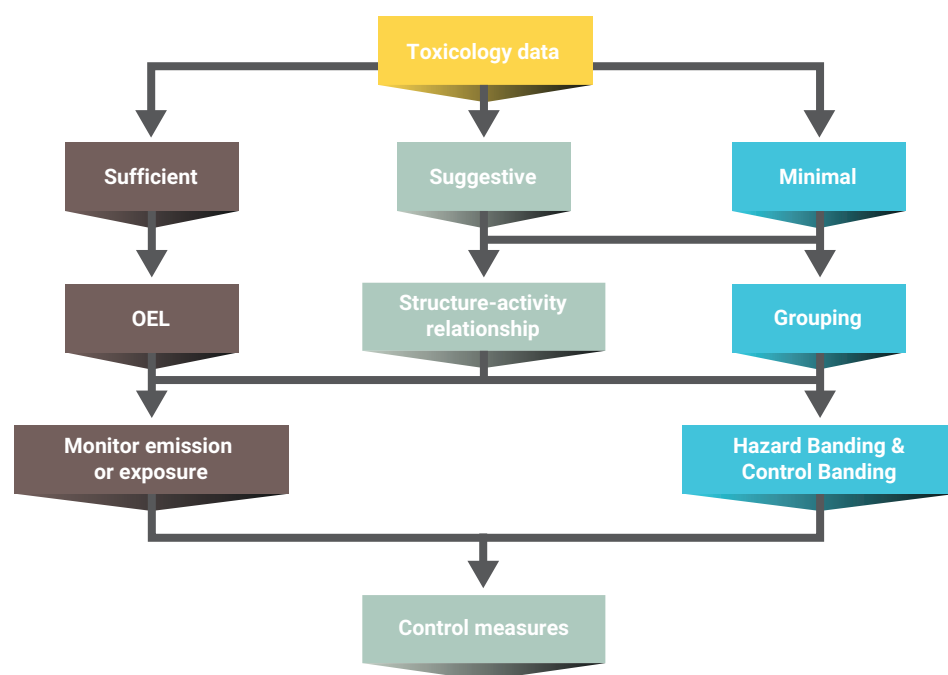 Toxicology data
Sufficient
Suggestive
Minimal
OEL
Structure-activity
relationship
Grouping
Monitor emission
or exposure
Hazard Banding &
Control Banding
Control measures